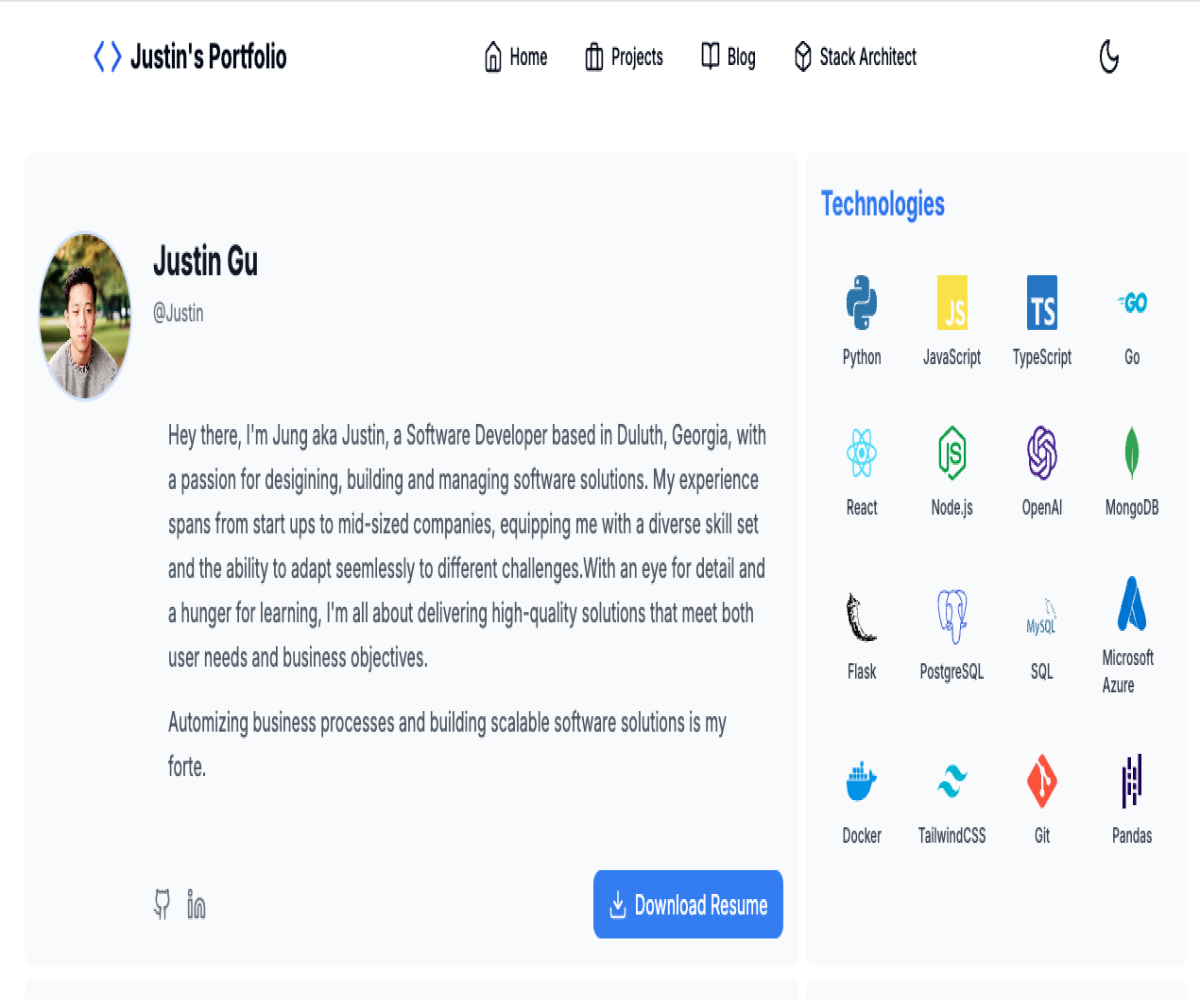 Justin's Portfolio
Home Projects Blog Stack Architect
Justin Gu
@Justin
Hey there, I'm Jung aka Justin, a Software Developer based in Duluth, Georgia, with
a passion for desigining, building and managing software solutions. My experience
spans from start ups to mid-sized companies, equipping me with a diverse skill set
and the ability to adapt seemlessly to different challenges.With an eye for detail and
a hunger for learning, I'm all about delivering high-quality solutions that meet both
user needs and business objectives.
Automizing business processes and building scalable software solutions is my
forte.
Download Resume
Technologies
JS TS GO
Python JavaScript TypeScript Go
JS
React Node.js OpenAI MongoDB
MySQL
Flask PostgreSQL SQL Microsoft
Azure
Docker TailwindCSS Git Pandas